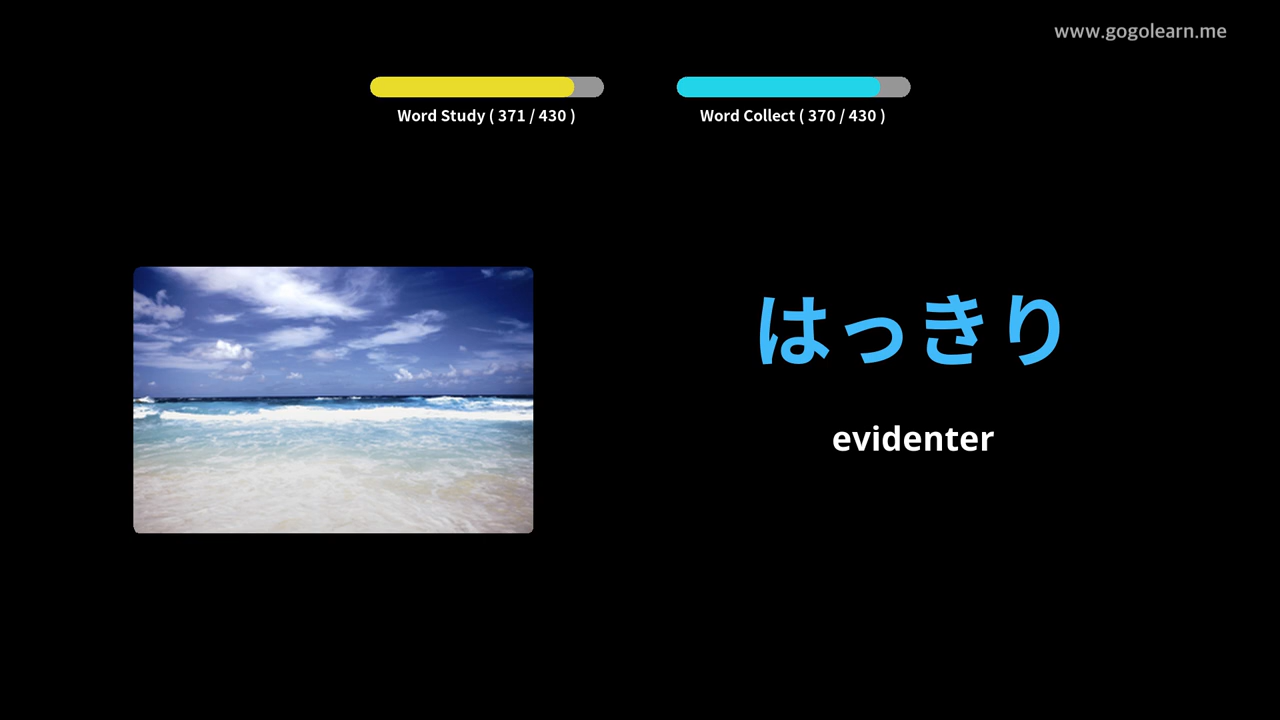 www.gogolearn.me
Word Study ( 371 / 430 )
Word Collect ( 370 / 430 )
はっきり
evidenter